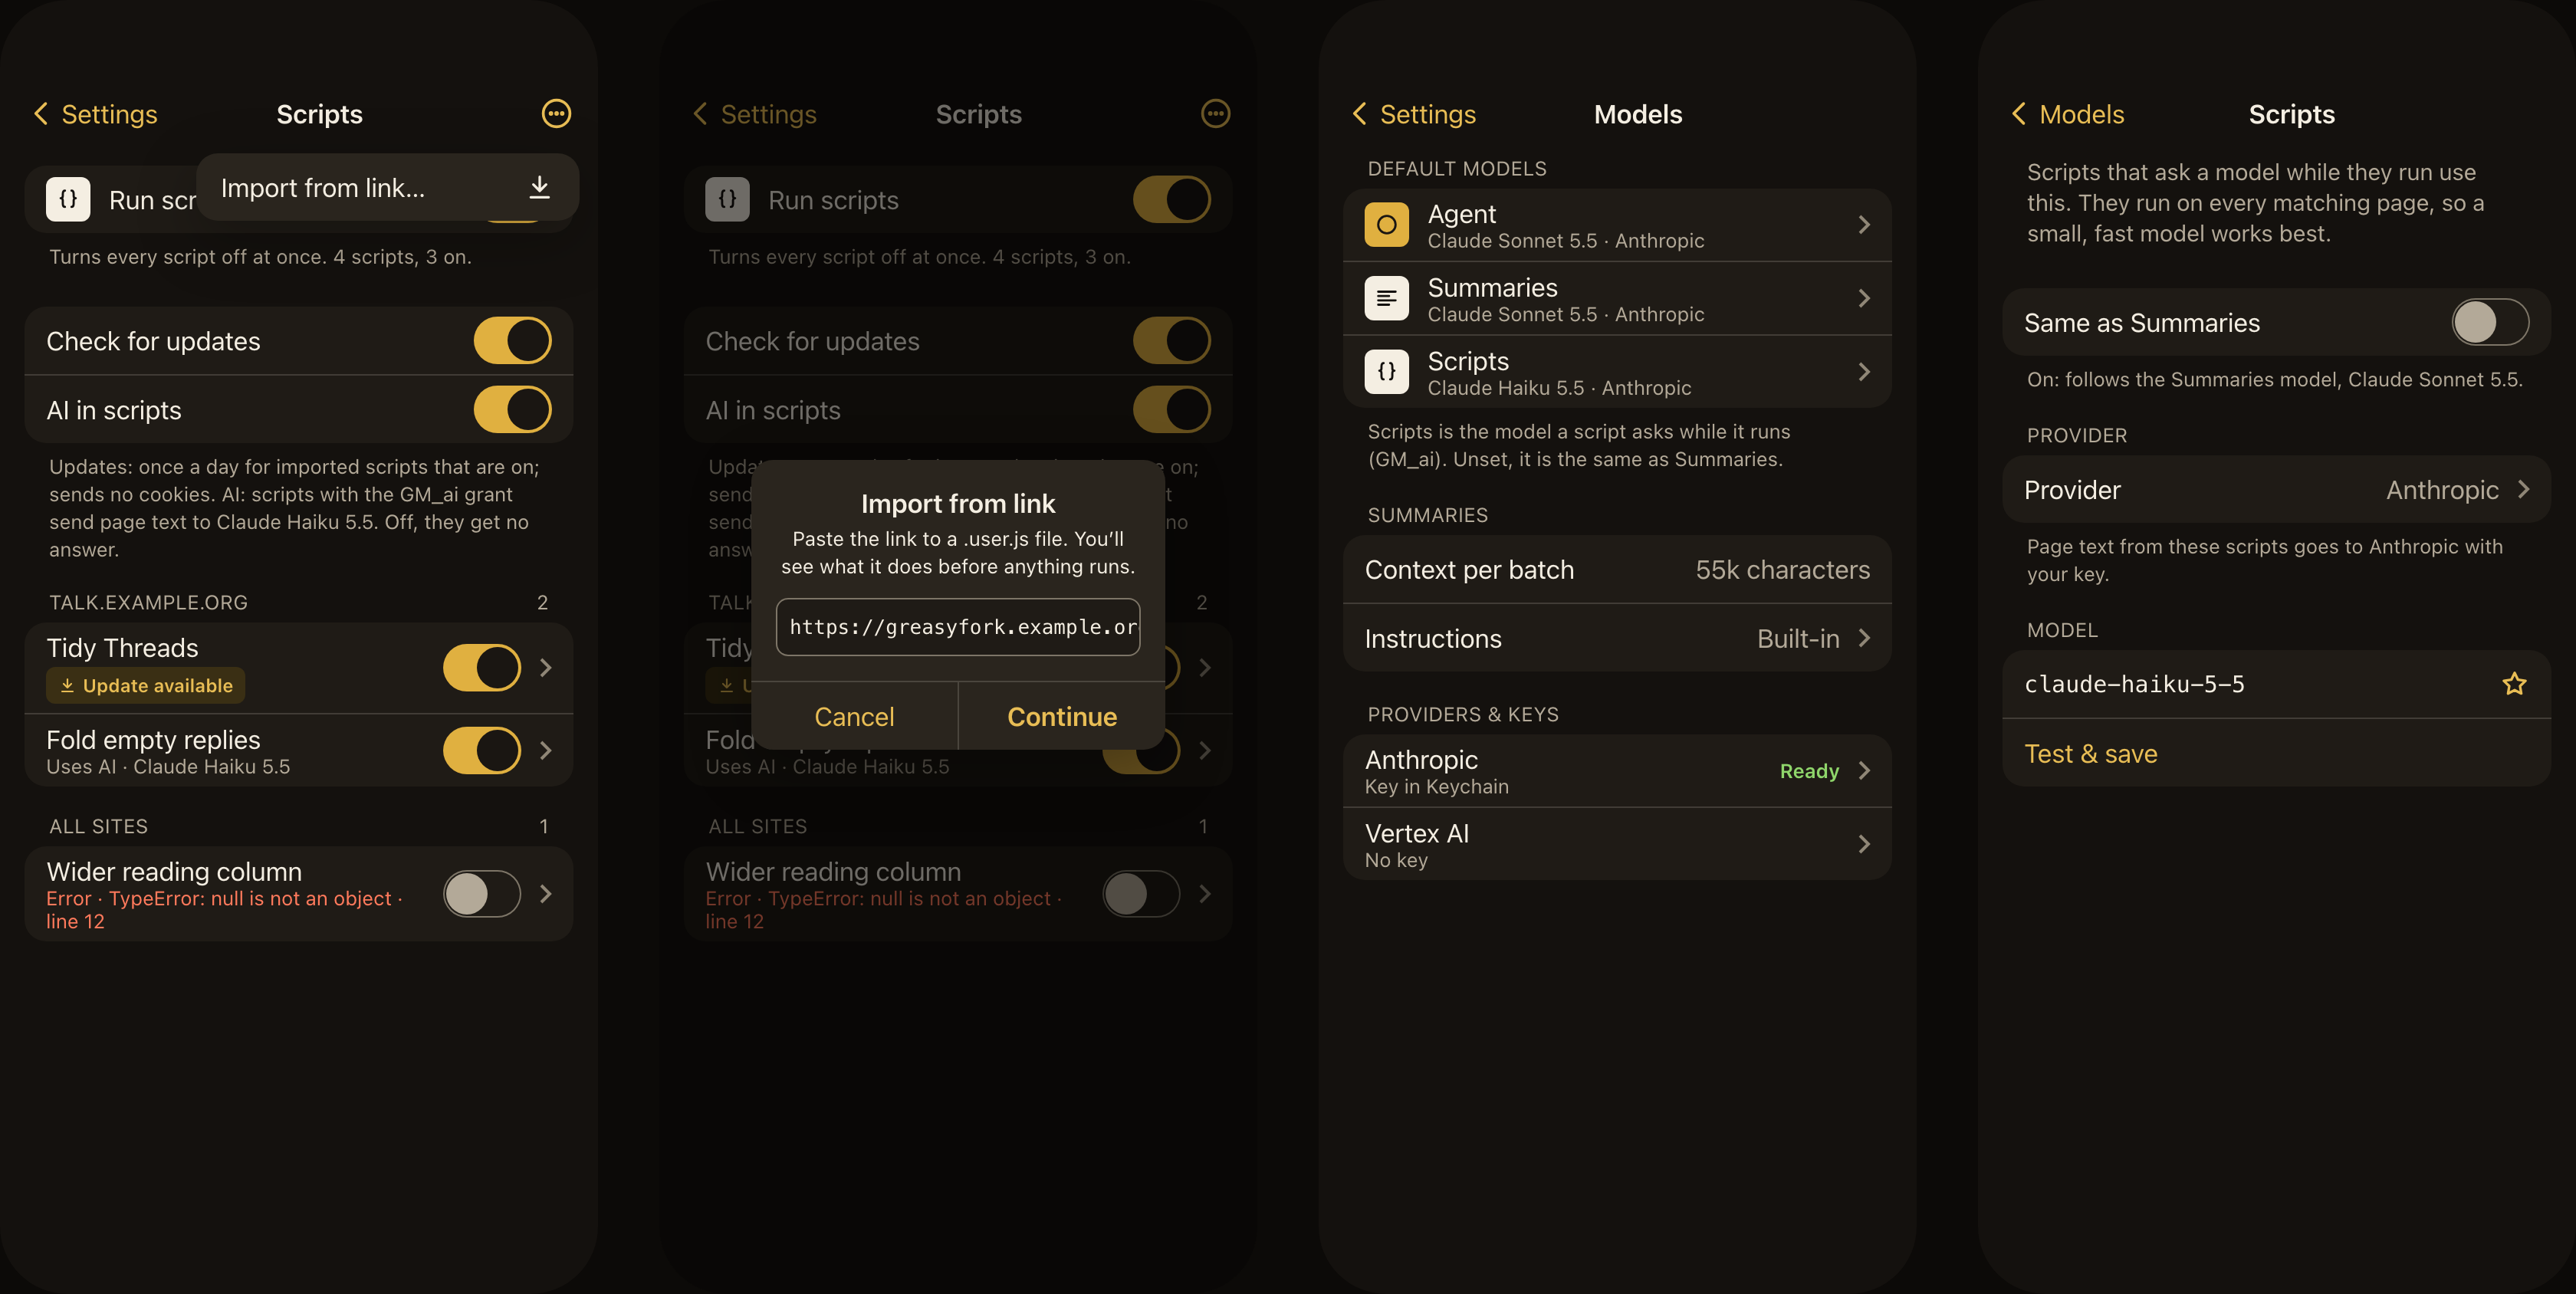 Settings
Scripts
{} Run scr
Import from link...
Turns every script off at once. 4 scripts, 3 on.
Check for updates
AI in scripts
Updates: once a day for imported scripts that are on;
sends no cookies. AI: scripts with the GM_ai grant
send page text to Claude Haiku 5.5. Off, they get no
answer.
TALK.EXAMPLE.ORG 2
Tidy Threads
Update available
Fold empty replies
Uses AI · Claude Haiku 5.5
ALL SITES 1
Wider reading column
Error · TypeError: null is not an object ·
line 12
Settings
Scripts
{} Run scripts
Turns every script off at once. 4 scripts, 3 on.
Check for updates
AI in scripts
Upda e on;
send t
send no
answ
Import from link
Paste the link to a .user.js file. You’ll
see what it does before anything runs.
https://greasyfork.example.or
Cancel
Continue
TALK 2
Tidy
U
Fold
Uses AI · Claude Haiku 5.5
ALL SITES 1
Wider reading column
Error · TypeError: null is not an object ·
line 12
Settings
Models
DEFAULT MODELS
Agent
Claude Sonnet 5.5 · Anthropic
Summaries
Claude Sonnet 5.5 · Anthropic
{} Scripts
Claude Haiku 5.5 · Anthropic
Scripts is the model a script asks while it runs
(GM_ai). Unset, it is the same as Summaries.
SUMMARIES
Context per batch 55k characters
Instructions Built-in
PROVIDERS & KEYS
Anthropic
Key in Keychain
Ready
Vertex AI
No key
Models
Scripts
Scripts that ask a model while they run use
this. They run on every matching page, so a
small, fast model works best.
Same as Summaries
On: follows the Summaries model, Claude Sonnet 5.5.
PROVIDER
Provider Anthropic
Page text from these scripts goes to Anthropic with
your key.
MODEL
claude-haiku-5-5
Test & save